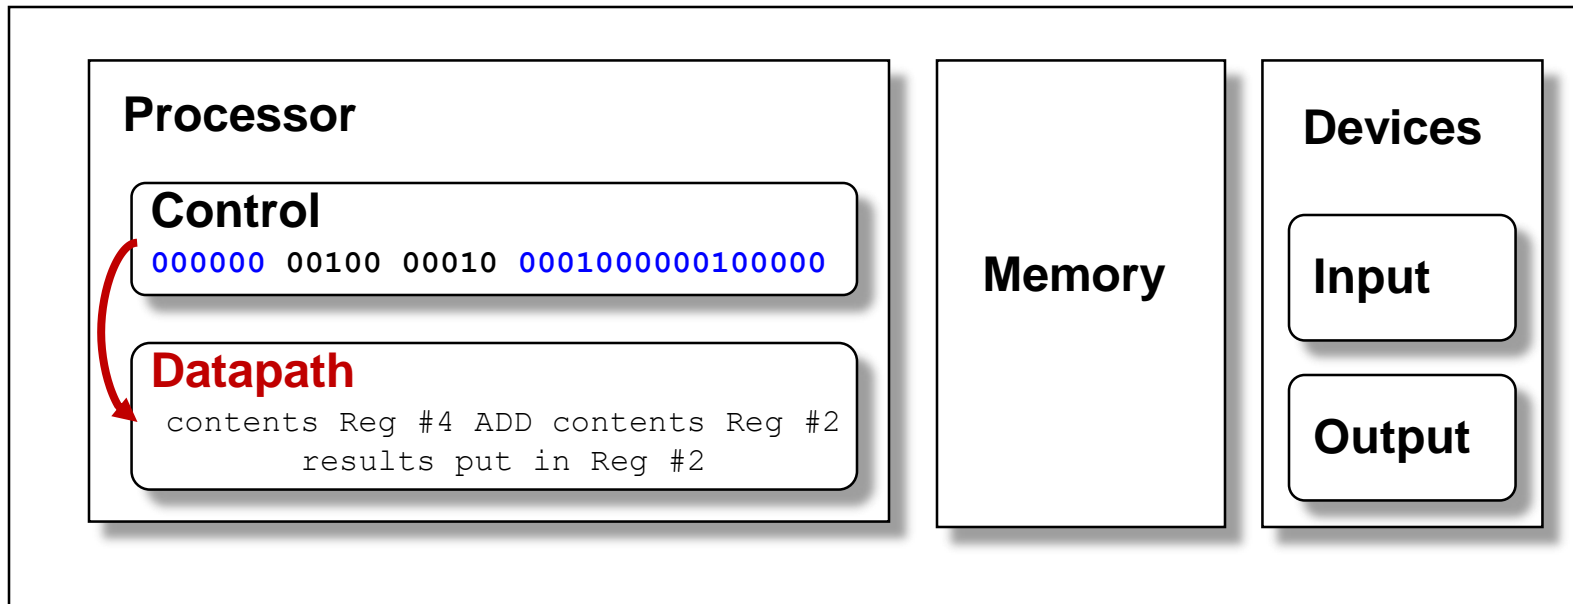 Processor
Control
000000 00100 00010 0001000000100000
Datapath
contents Reg #4 ADD contents Reg #2
results put in Reg #2
Memory
Devices
Input
Output